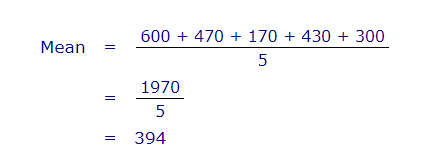 Mean = 600 + 470 + 170 + 430 + 300
5
= 1970
5
= 394